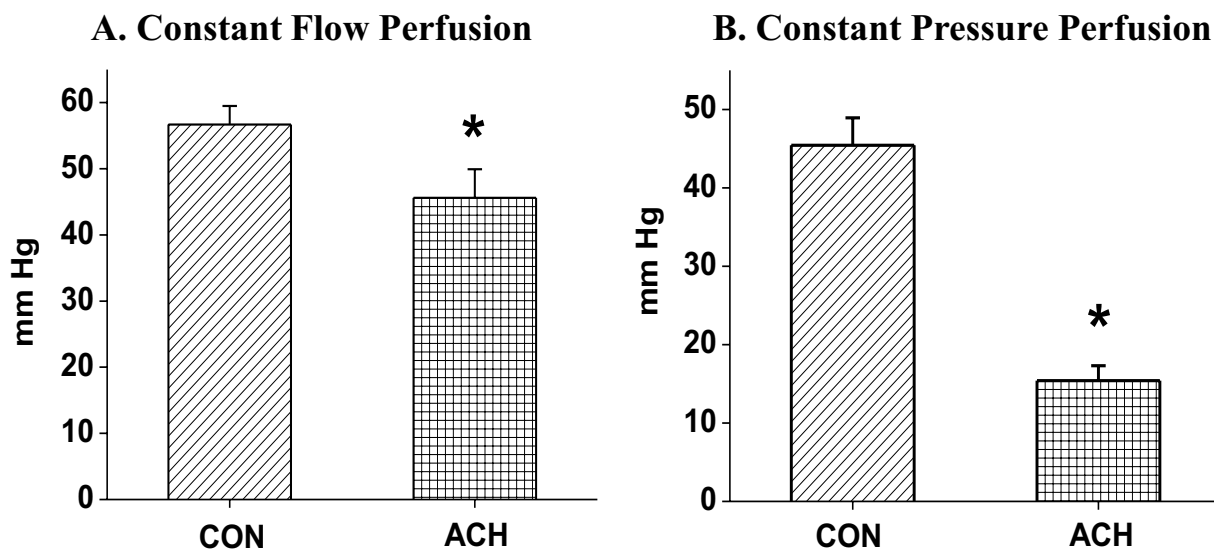 A. Constant Flow Perfusion
mm Hg
60
50
40
30
20
10
0
*
CON
ACH
B. Constant Pressure Perfusion
mm Hg
50
40
30
20
10
0
*
CON
ACH